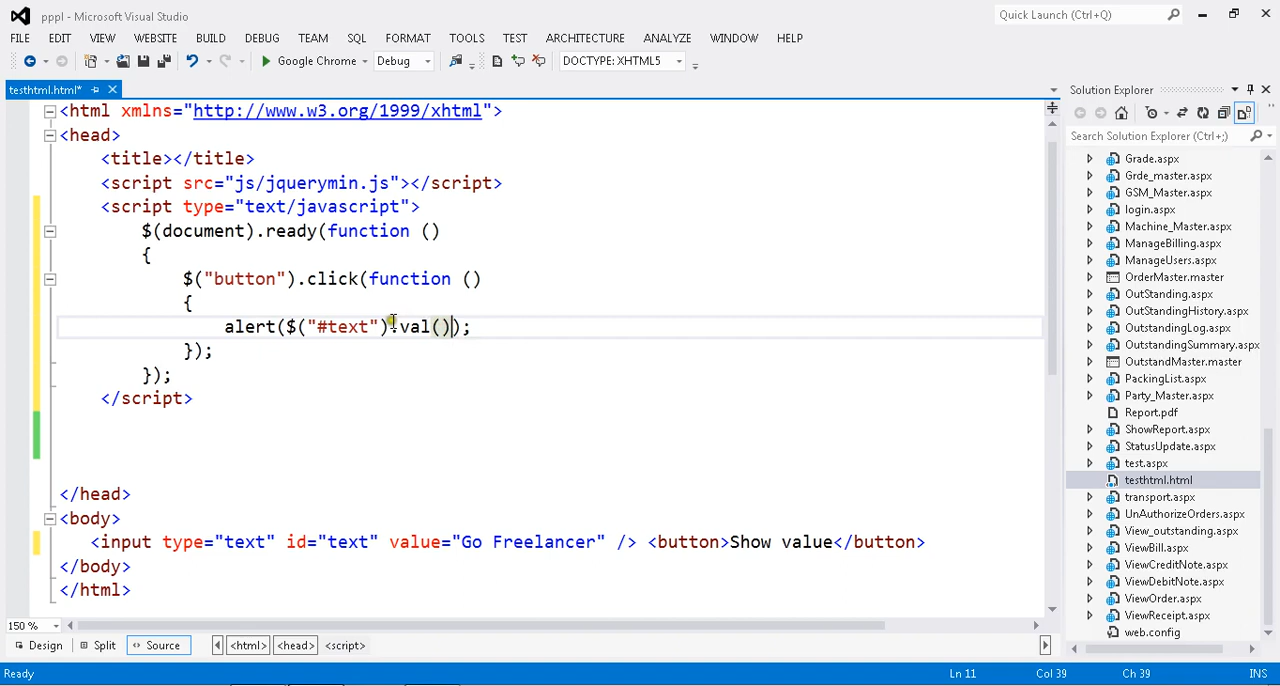 pppl - Microsoft Visual Studio
Quick Launch (Ctrl+Q)
FILE EDIT VIEW WEBSITE BUILD DEBUG TEAM SQL FORMAT TOOLS TEST ARCHITECTURE ANALYZE WINDOW HELP
Google Chrome Debug DOCTYPE: XHTML5
testhtml.html*
<html xmlns="http://www.w3.org/1999/xhtml">
<head>
<title></title>
<script src="js/jquerymin.js"></script>
<script type="text/javascript">
$(document).ready(function ()
{
$("button").click(function ()
{
alert($("#text").val());
});
});
</script>
</head>
<body>
<input type="text" id="text" value="Go Freelancer" /> <button>Show value</button>
</body>
</html>
150 %
Design Split Source <html> <head> <script>
Solution Explorer
Search Solution Explorer (Ctrl+;)
Grade.aspx
Grde_master.aspx
GSM_Master.aspx
login.aspx
Machine_Master.aspx
ManageBilling.aspx
ManageUsers.aspx
OrderMaster.master
OutStanding.aspx
OutStandingHistory.aspx
OutstandingLog.aspx
OutstandingSummary.aspx
OutstandMaster.master
PackingList.aspx
Party_Master.aspx
Report.pdf
ShowReport.aspx
StatusUpdate.aspx
test.aspx
testhtml.html
transport.aspx
UnAuthorizeOrders.aspx
View_outstanding.aspx
ViewBill.aspx
ViewCreditNote.aspx
ViewDebitNote.aspx
ViewOrder.aspx
ViewReceipt.aspx
web.config
Ready Ln 11 Col 39 Ch 39 INS